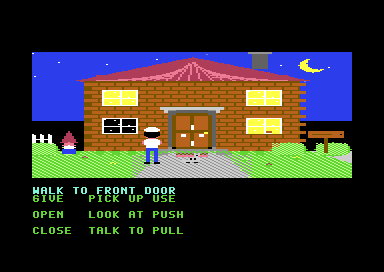 WALK TO FRONT DOOR
GIVE PICK UP USE
OPEN LOOK AT PUSH
CLOSE TALK TO PULL